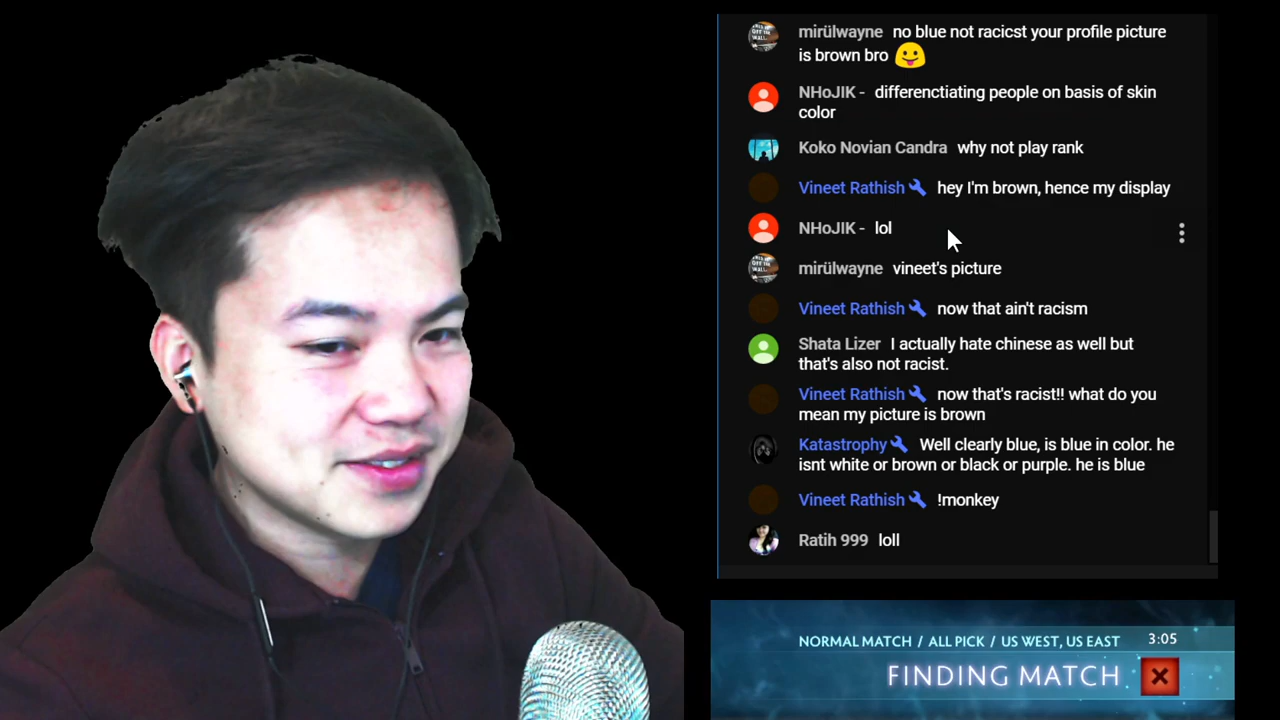 mirülwayne no blue not racicst your profile picture
is brown bro
NHoJIK - differenctiating people on basis of skin
color
Koko Novian Candra why not play rank
Vineet Rathish hey I'm brown, hence my display
NHoJIK - lol
mirülwayne vineet's picture
Vineet Rathish now that ain't racism
Shata Lizer I actually hate chinese as well but
that's also not racist.
Vineet Rathish now that's racist!! what do you
mean my picture is brown
Katastrophy Well clearly blue, is blue in color. he
isnt white or brown or black or purple. he is blue
Vineet Rathish !monkey
Ratih 999 loll
NORMAL MATCH / ALL PICK / US WEST, US EAST 3:05
FINDING MATCH